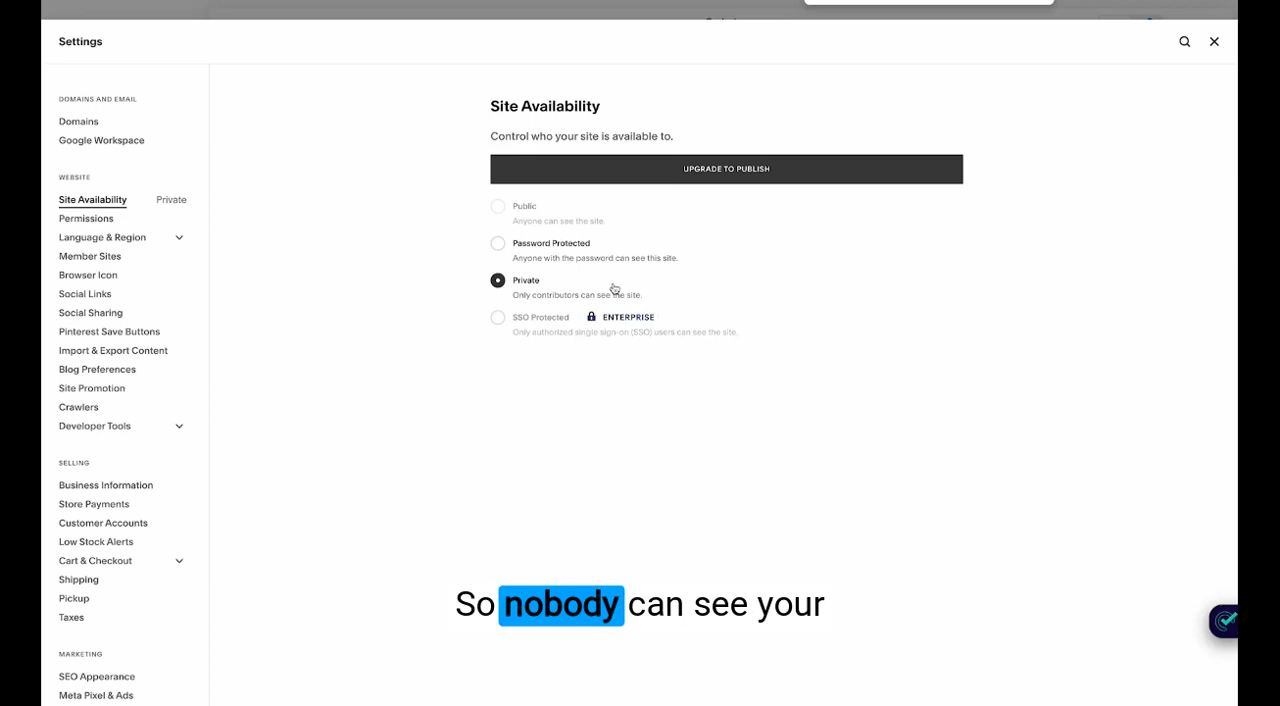 Settings
DOMAINS AND EMAIL
Domains
Google Workspace
WEBSITE
Site Availability Private
Permissions
Language & Region
Member Sites
Browser Icon
Social Links
Social Sharing
Pinterest Save Buttons
Import & Export Content
Blog Preferences
Site Promotion
Crawlers
Developer Tools
SELLING
Business Information
Store Payments
Customer Accounts
Low Stock Alerts
Cart & Checkout
Shipping
Pickup
Taxes
MARKETING
SEO Appearance
Meta Pixel & Ads
Site Availability
Control who your site is available to.
UPGRADE TO PUBLISH
Public
Anyone can see the site.
Password Protected
Anyone with the password can see this site.
Private
Only contributors can see the site.
SSO Protected ENTERPRISE
Only authorized single sign-on (SSO) users can see the site.
So nobody can see your